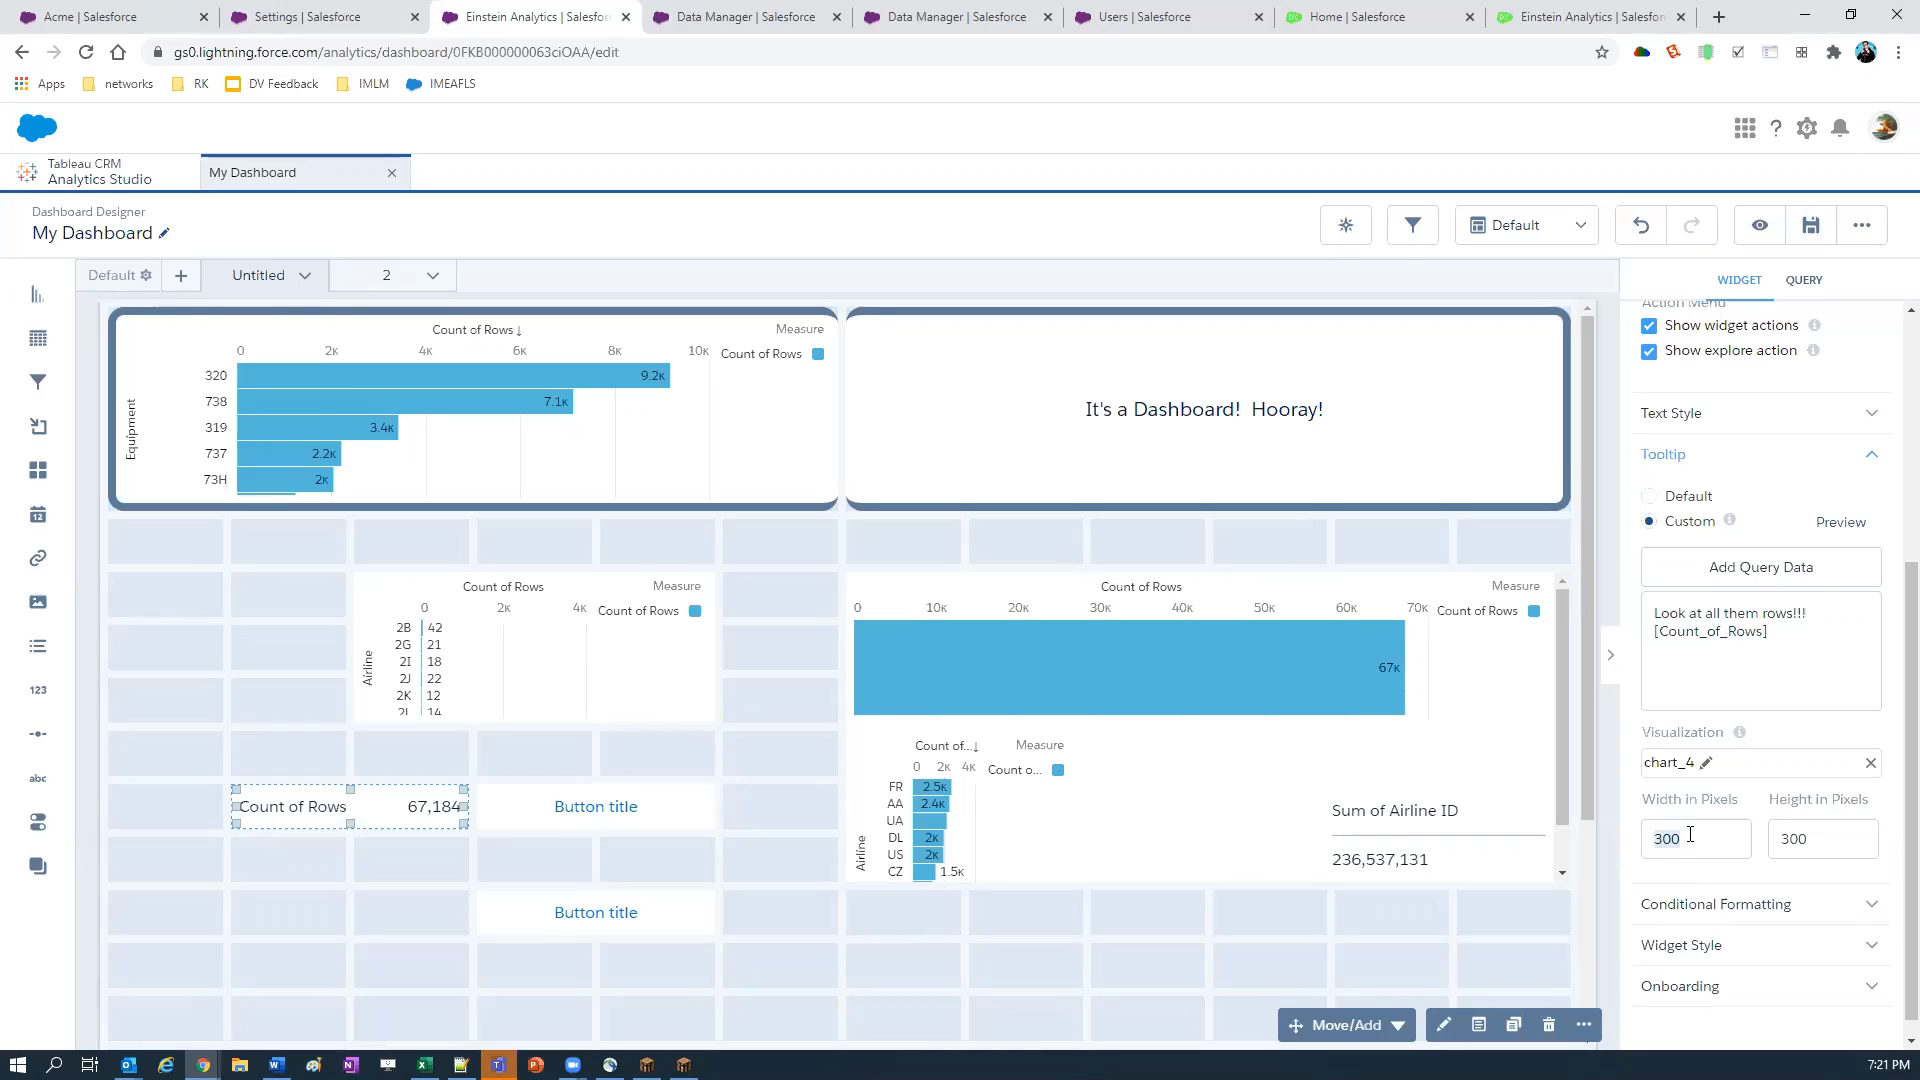 Acme | Salesforce
Settings | Salesforce
Einstein Analytics | Salesfor
Data Manager | Salesforce
Data Manager | Salesforce
Users | Salesforce
Home | Salesforce
Einstein Analytics | Salesfor
gs0.lightning.force.com/analytics/dashboard/0FKB000000063ciOAA/edit
Apps
networks
RK
DV Feedback
IMLM
IMEAFLS
Tableau CRM
Analytics Studio
My Dashboard
Dashboard Designer
My Dashboard
Default
Default
Untitled
2
WIDGET
QUERY
Count of Rows ↓
Measure
0
2K
4K
6K
8K
10K
Count of Rows
Equipment
320
9.2K
738
7.1K
319
3.4K
737
2.2K
73H
2K
It's a Dashboard! Hooray!
Count of Rows
Measure
0
2K
4K
Count of Rows
Airline
2B
42
2G
21
2I
18
2J
22
2K
12
2L
14
Count of Rows
Measure
0
10K
20K
30K
40K
50K
60K
70K
Count of Rows
67K
Count of...↓
Measure
0
2K
4K
Count o...
Airline
FR
2.5K
AA
2.4K
UA
DL
2K
US
2K
CZ
1.5K
Sum of Airline ID
236,537,131
Count of Rows
67,184
Button title
Button title
Move/Add
Action Menu
Show widget actions
Show explore action
Text Style
Tooltip
Default
Custom
Preview
Add Query Data
Look at all them rows!!!
[Count_of_Rows]
Visualization
chart_4
Width in Pixels
Height in Pixels
300
300
Conditional Formatting
Widget Style
Onboarding
12
123
abc
7:21 PM